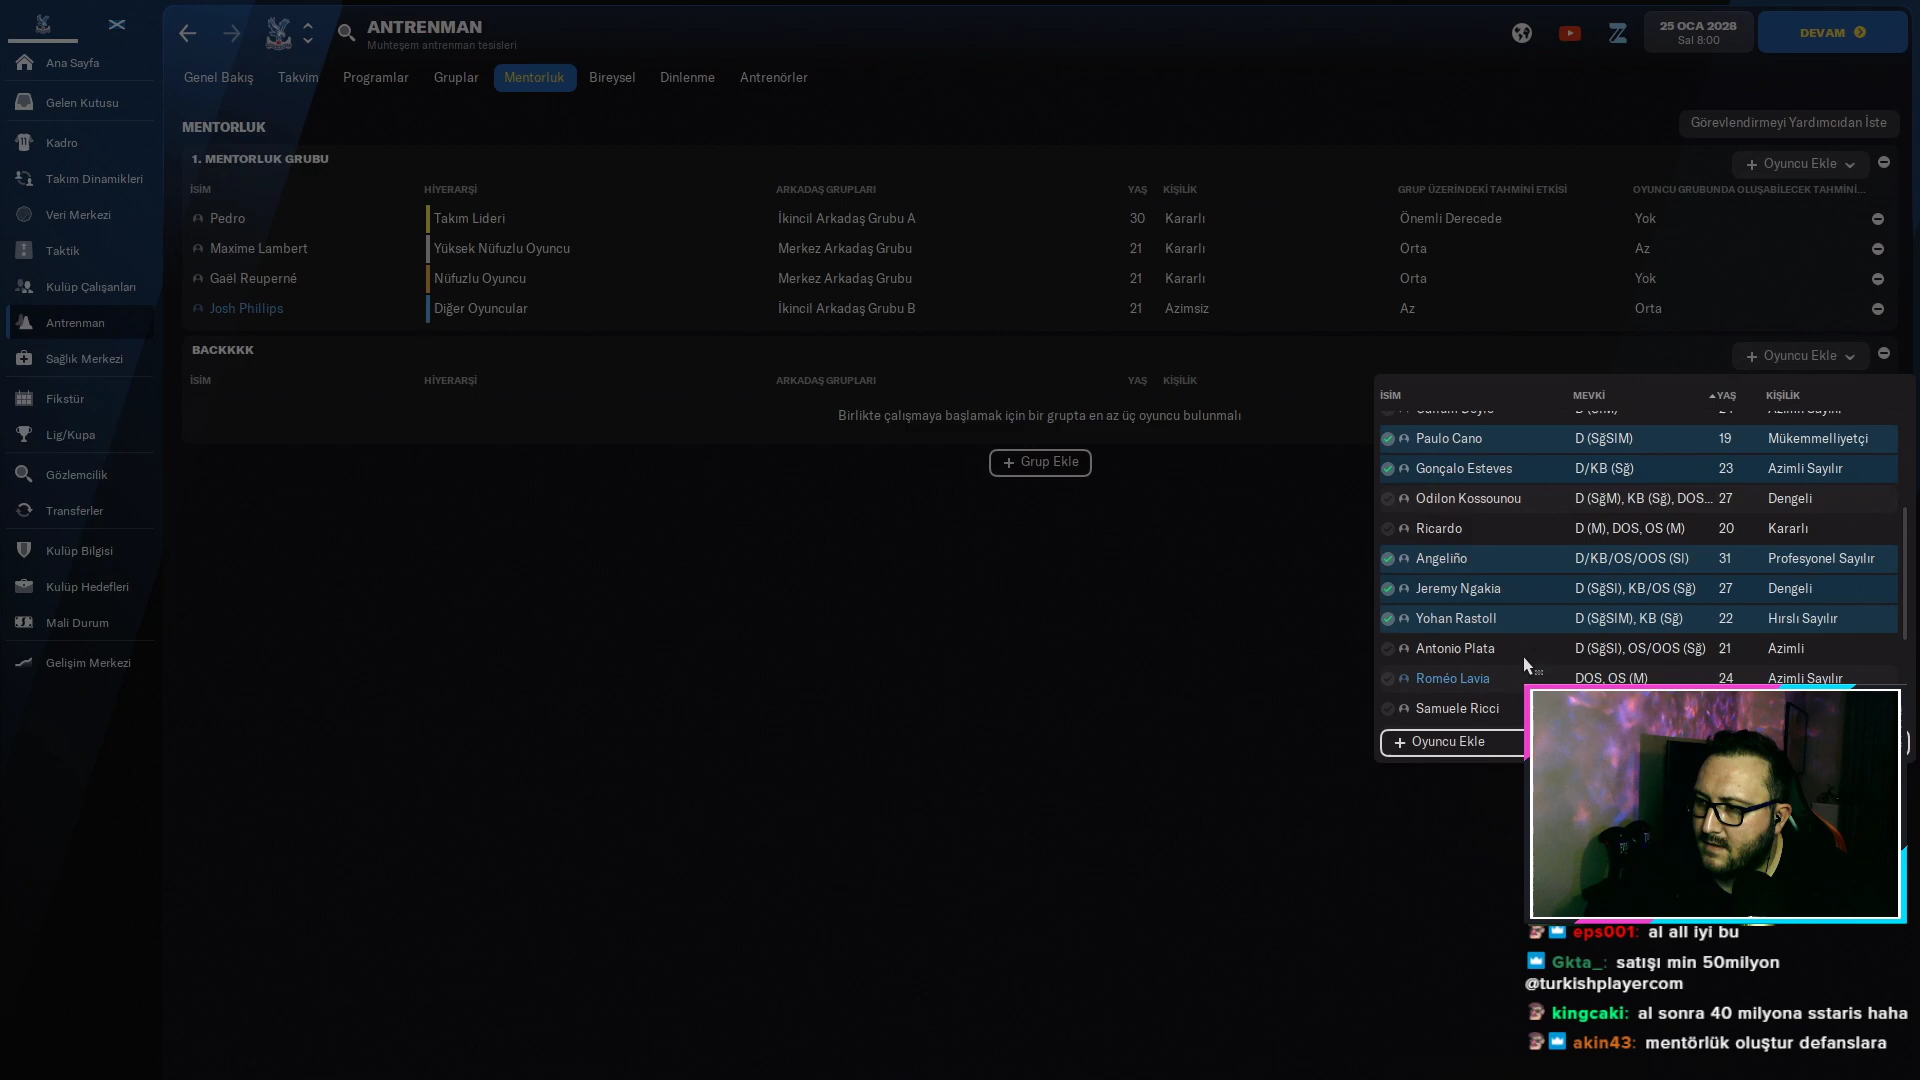 ANTRENMAN
Muhteşem antrenman tesisleri
25 OCA 2028
Sal 8:00
DEVAM
Ana Sayfa
Gelen Kutusu
Kadro
Takım Dinamikleri
Veri Merkezi
Taktik
Kulüp Çalışanları
Antrenman
Sağlık Merkezi
Fikstür
Lig/Kupa
Gözlemcilik
Transferler
Kulüp Bilgisi
Kulüp Hedefleri
Mali Durum
Gelişim Merkezi
Genel Bakış Takvim Programlar Gruplar Mentorluk Bireysel Dinlenme Antrenörler
MENTORLUK
Görevlendirmeyi Yardımcıdan İste
1. MENTORLUK GRUBU
+ Oyuncu Ekle
İSİM HİYERARŞİ ARKADAŞ GRUPLARI YAŞ KİŞİLİK GRUP ÜZERİNDEKİ TAHMİNİ ETKİSİ OYUNCU GRUBUNDA OLUŞABİLECEK TAHMİNİ...
Pedro Takım Lideri İkincil Arkadaş Grubu A 30 Kararlı Önemli Derecede Yok
Maxime Lambert Yüksek Nüfuzlu Oyuncu Merkez Arkadaş Grubu 21 Kararlı Orta Az
Gaël Reuperné Nüfuzlu Oyuncu Merkez Arkadaş Grubu 21 Kararlı Orta Yok
Josh Phillips Diğer Oyuncular İkincil Arkadaş Grubu B 21 Azimsiz Az Orta
BACKKKK
+ Oyuncu Ekle
İSİM HİYERARŞİ ARKADAŞ GRUPLARI YAŞ KİŞİLİK
Birlikte çalışmaya başlamak için bir grupta en az üç oyuncu bulunmalı
+ Grup Ekle
İSİM MEVKİ YAŞ KİŞİLİK
Paulo Cano D (SğSlM) 19 Mükemmelliyetçi
Gonçalo Esteves D/KB (Sğ) 23 Azimli Sayılır
Odilon Kossounou D (SğM), KB (Sğ), DOS... 27 Dengeli
Ricardo D (M), DOS, OS (M) 20 Kararlı
Angeliño D/KB/OS/OOS (Sl) 31 Profesyonel Sayılır
Jeremy Ngakia D (SğSl), KB/OS (Sğ) 27 Dengeli
Yohan Rastoll D (SğSlM), KB (Sğ) 22 Hırslı Sayılır
Antonio Plata D (SğSl), OS/OOS (Sğ) 21 Azimli
Roméo Lavia DOS, OS (M) 24 Azimli Sayılır
Samuele Ricci
+ Oyuncu Ekle
eps001: al all iyi bu
Gkta_: satışı min 50milyon
@turkishplayercom
kingcaki: al sonra 40 milyona sstaris haha
akin43: mentörlük oluştur defanslara